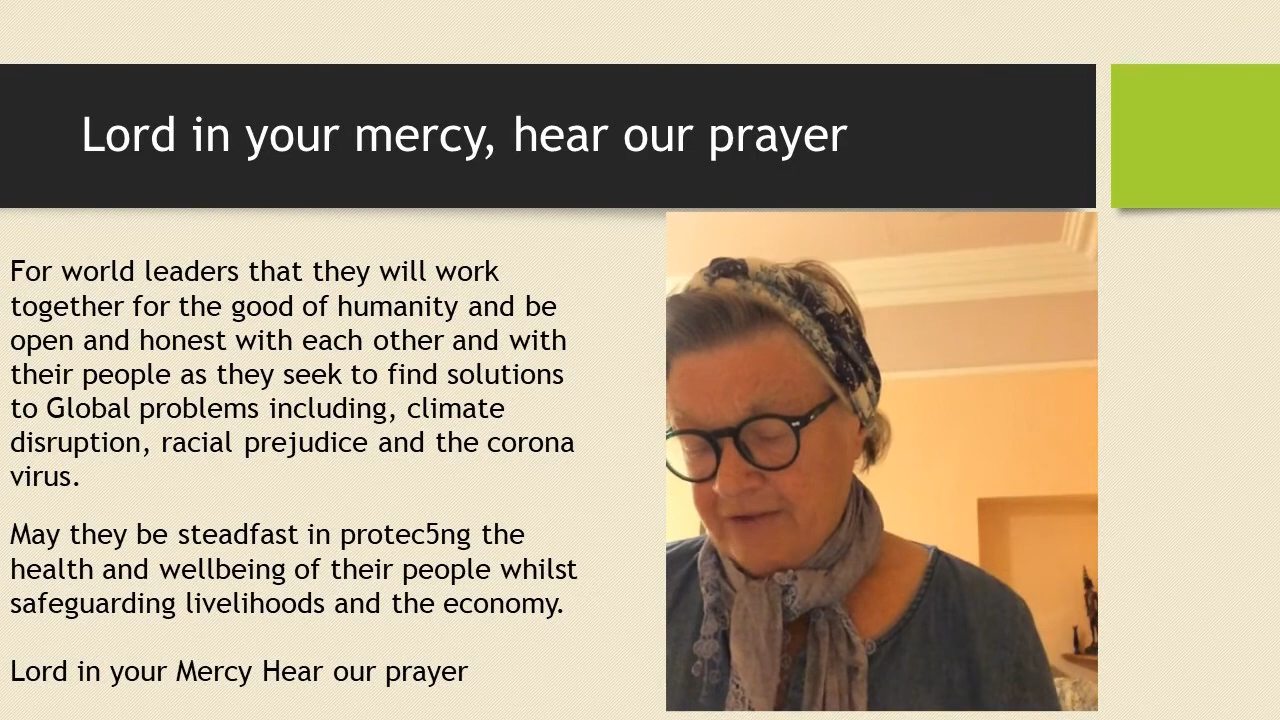 Lord in your mercy, hear our prayer
For world leaders that they will work
together for the good of humanity and be
open and honest with each other and with
their people as they seek to find solutions
to Global problems including, climate
disruption, racial prejudice and the corona
virus.
May they be steadfast in protec5ng the
health and wellbeing of their people whilst
safeguarding livelihoods and the economy.
Lord in your Mercy Hear our prayer